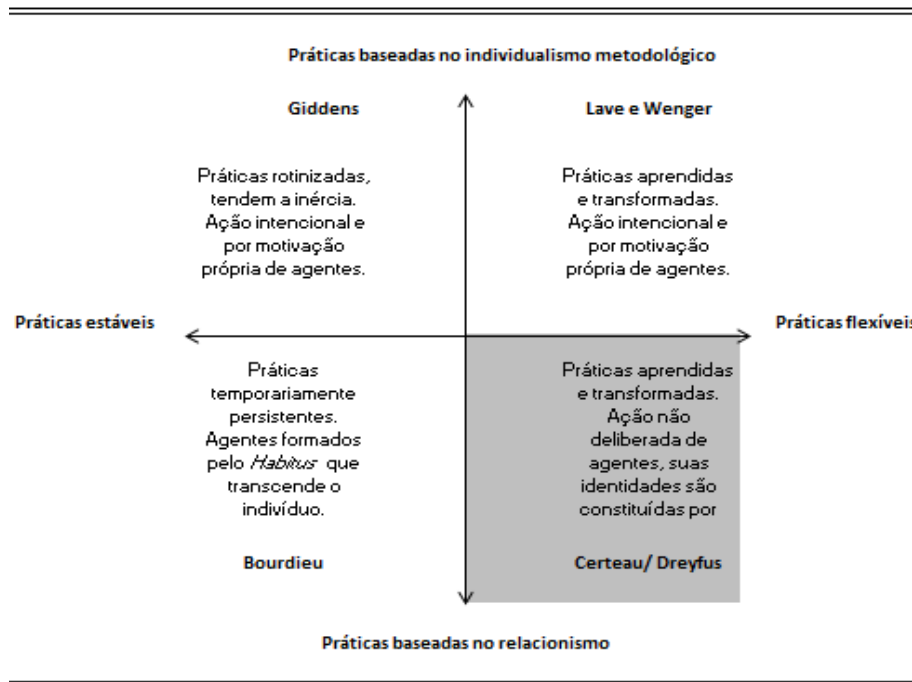 Práticas baseadas no individualismo metodológico
Giddens
Lave e Wenger
Práticas rotinizadas,
tendem a inércia.
Ação intencional e
por motivação
própria de agentes.
Práticas aprendidas
e transformadas.
Ação intencional e
por motivação
própria de agentes.
Práticas estáveis
Práticas flexíveis
Práticas
temporariamente
persistentes.
Agentes formados
pelo Habitus que
transcende o
indivíduo.
Práticas aprendidas
e transformadas.
Ação não
deliberada de
agentes, suas
identidades são
constituídas por
Bourdieu
Certeau/ Dreyfus
Práticas baseadas no relacionismo